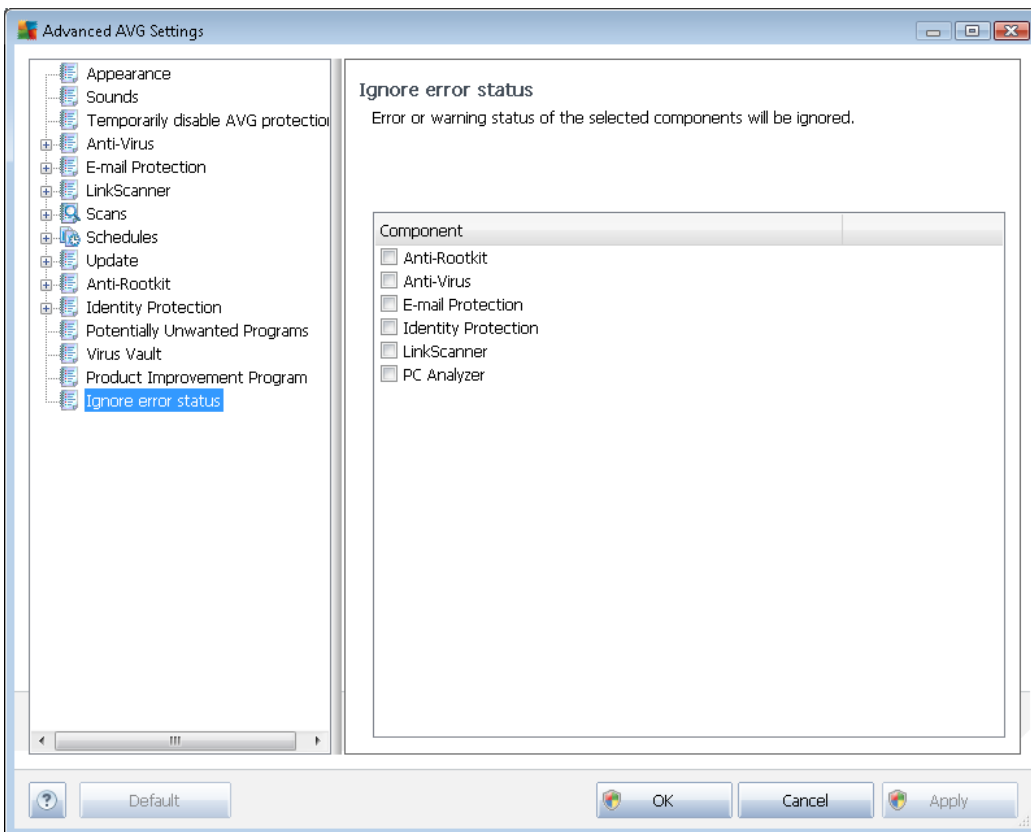 Advanced AVG Settings
Appearance
Sounds
Temporarily disable AVG protection
Anti-Virus
E-mail Protection
LinkScanner
Scans
Schedules
Update
Anti-Rootkit
Identity Protection
Potentially Unwanted Programs
Virus Vault
Product Improvement Program
Ignore error status
Ignore error status
Error or warning status of the selected components will be ignored.
Component
Anti-Rootkit
Anti-Virus
E-mail Protection
Identity Protection
LinkScanner
PC Analyzer
?
Default
OK
Cancel
Apply